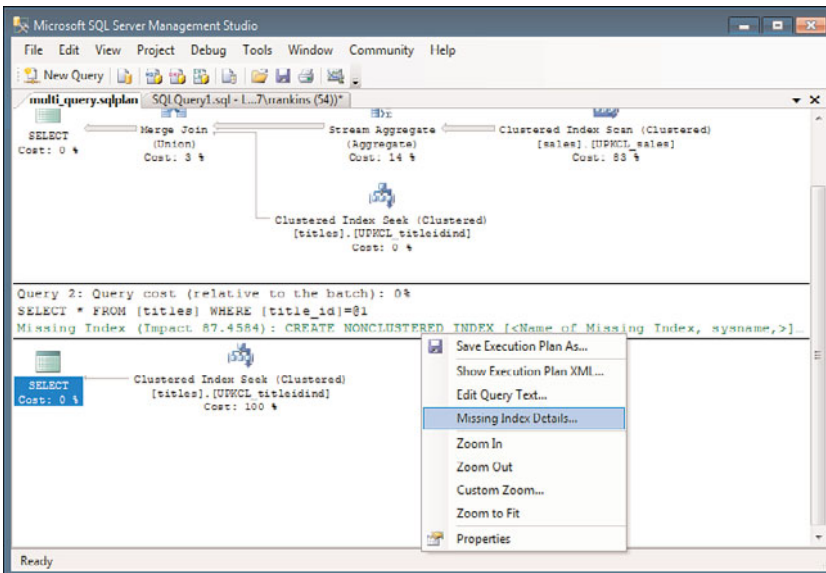 Microsoft SQL Server Management Studio
File Edit View Project Debug Tools Window Community Help
New Query
multi_query.sqlplan SQLQuery1.sql - L...7\rrankins (54))*
SELECT
Cost: 0 %
Merge Join
(Union)
Cost: 3 %
Stream Aggregate
(Aggregate)
Cost: 14 %
Clustered Index Scan (Clustered)
[sales].[UPKCL_sales]
Cost: 83 %
Clustered Index Seek (Clustered)
[titles].[UPKCL_titleidind]
Cost: 0 %
Query 2: Query cost (relative to the batch): 0%
SELECT * FROM [titles] WHERE [title_id]=@1
Missing Index (Impact 87.4584): CREATE NONCLUSTERED INDEX [<Name of Missing Index, sysname,>]…
SELECT
Cost: 0 %
Clustered Index Seek (Clustered)
[titles].[UPKCL_titleidind]
Cost: 100 %
Save Execution Plan As...
Show Execution Plan XML...
Edit Query Text...
Missing Index Details...
Zoom In
Zoom Out
Custom Zoom...
Zoom to Fit
Properties
Ready